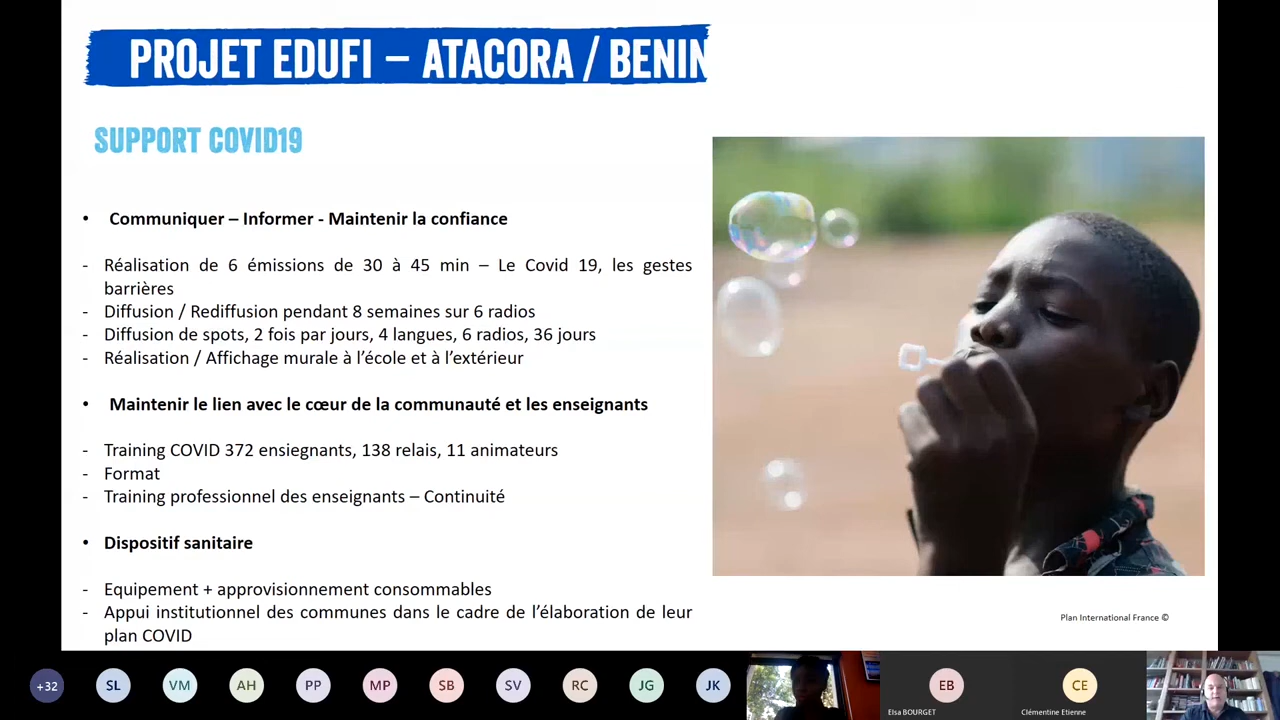 PROJET EDUFI – ATACORA / BENIN
SUPPORT COVID19
• Communiquer – Informer - Maintenir la confiance
- Réalisation de 6 émissions de 30 à 45 min – Le Covid 19, les gestes
barrières
- Diffusion / Rediffusion pendant 8 semaines sur 6 radios
- Diffusion de spots, 2 fois par jours, 4 langues, 6 radios, 36 jours
- Réalisation / Affichage murale à l’école et à l’extérieur
• Maintenir le lien avec le cœur de la communauté et les enseignants
- Training COVID 372 ensiegnants, 138 relais, 11 animateurs
- Format
- Training professionnel des enseignants – Continuité
• Dispositif sanitaire
- Equipement + approvisionnement consommables
- Appui institutionnel des communes dans le cadre de l’élaboration de leur
plan COVID
Plan International France ©
+32 SL VM AH PP MP SB SV RC JG JK EB CE
Elsa BOURGET Clémentine Etienne